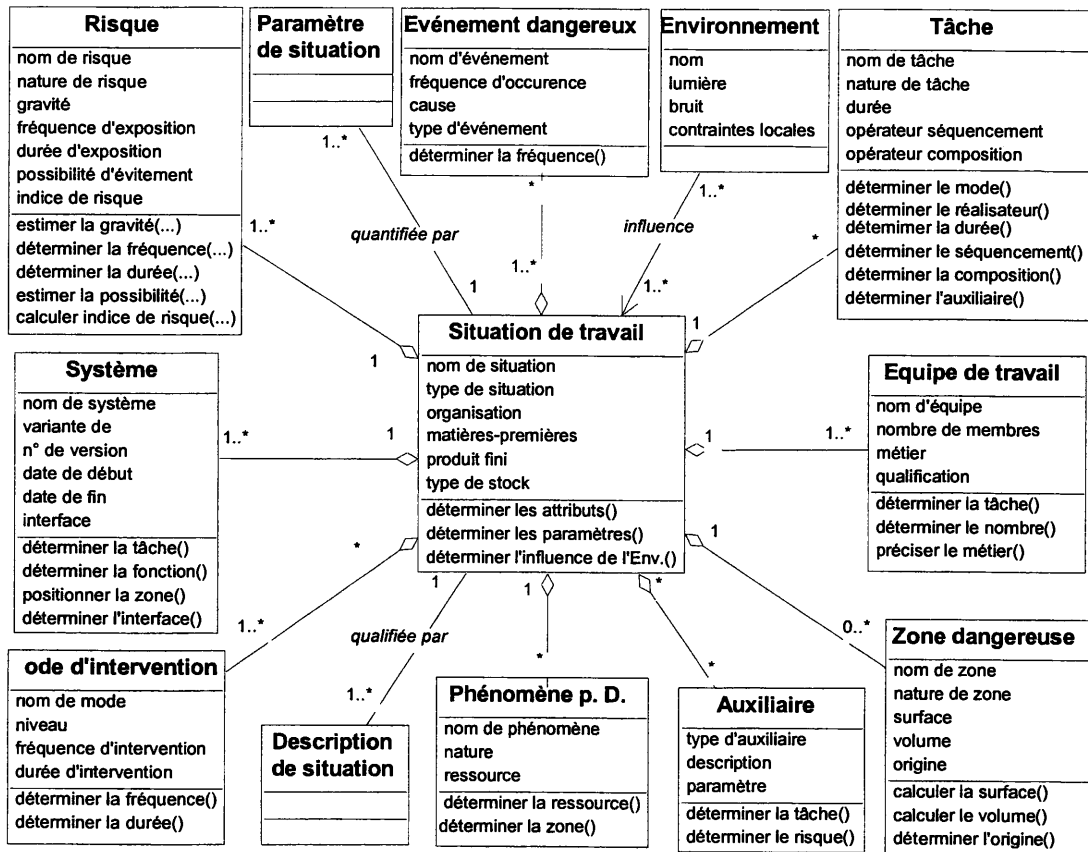 Risque
nom de risque
nature de risque
gravité
fréquence d'exposition
durée d'exposition
possibilité d'évitement
indice de risque
estimer la gravité(...)
déterminer la fréquence(...)
déterminer la durée(...)
estimer la possibilité(...)
calculer indice de risque(...)
1..*
1
Paramètre
de situation
1..*
quantifiée par
1
Evénement dangereux
nom d'événement
fréquence d'occurence
cause
type d'événement
déterminer la fréquence()
*
1..*
Environnement
nom
lumière
bruit
contraintes locales
1..*
influence
1..*
Tâche
nom de tâche
nature de tâche
durée
opérateur séquencement
opérateur composition
déterminer le mode()
déterminer le réalisateur()
détemimer la durée()
déterminer le séquencement()
déterminer la composition()
déterminer l'auxiliaire()
*
1
Situation de travail
nom de situation
type de situation
organisation
matières-premières
produit fini
type de stock
déterminer les attributs()
déterminer les paramètres()
déterminer l'influence de l'Env.()
Système
nom de système
variante de
n° de version
date de début
date de fin
interface
déterminer la tâche()
déterminer la fonction()
positionner la zone()
déterminer l'interface()
1..*
1
Equipe de travail
nom d'équipe
nombre de membres
métier
qualification
déterminer la tâche()
déterminer le nombre()
préciser le métier()
1
1..*
ode d'intervention
nom de mode
niveau
fréquence d'intervention
durée d'intervention
déterminer la fréquence()
déterminer la durée()
*
1..*
Description
de situation
1
qualifiée par
1..*
Phénomène p. D.
nom de phénomène
nature
ressource
déterminer la ressource()
déterminer la zone()
1
*
Auxiliaire
type d'auxiliaire
description
paramètre
déterminer la tâche()
déterminer le risque()
*
*
Zone dangereuse
nom de zone
nature de zone
surface
volume
origine
calculer la surface()
calculer le volume()
déterminer l'origine()
1
0..*